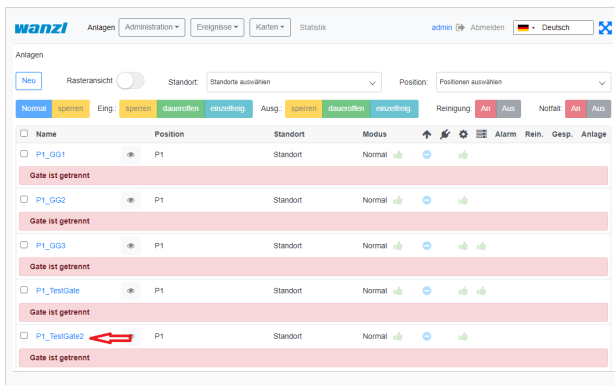 wanzl Anlagen Administration Ereignisse Karten Statistik admin Abmelden Deutsch
Anlagen
Neu Rasteransicht Standort: Standorte auswählen Position: Positionen auswählen
Normal sperren Eing.: sperren daueroffen einzelfreig. Ausg.: sperren daueroffen einzelfreig. Reinigung: An Aus Notfall: An Aus
Name Position Standort Modus Alarm Rein. Gesp. Anlage
P1_GG1 P1 Standort Normal
Gate ist getrennt
P1_GG2 P1 Standort Normal
Gate ist getrennt
P1_GG3 P1 Standort Normal
Gate ist getrennt
P1_TestGate P1 Standort Normal
Gate ist getrennt
P1_TestGate2 P1 Standort Normal
Gate ist getrennt